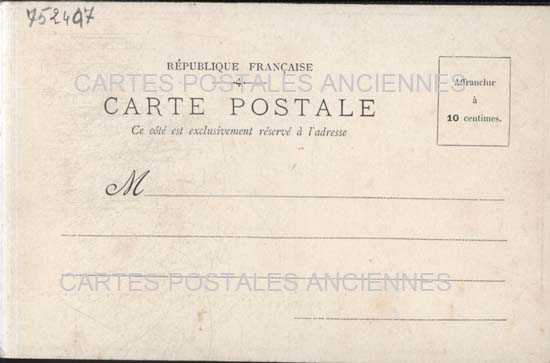 752497
RÉPUBLIQUE FRANÇAISE
CARTES POSTALES ANCIENNES
CARTE POSTALE
Ce côté est exclusivement réservé à l'adresse
Affranchir
à
10 centimes.
M
CARTES POSTALES ANCIENNES